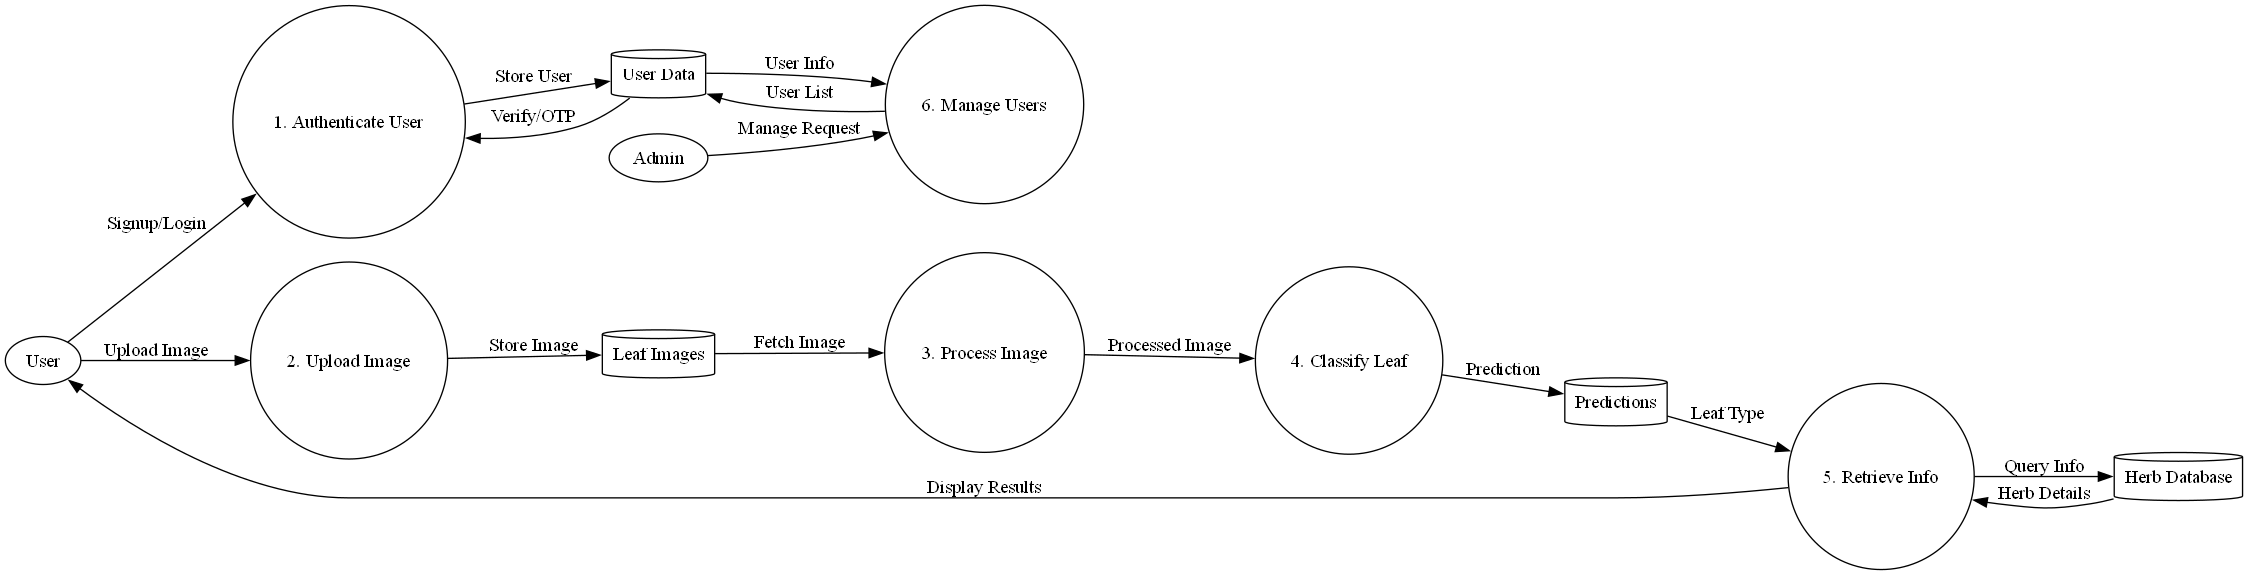 1. Authenticate User
Store User
Verify/OTP
User Data
User Info
User List
Manage Request
Admin
6. Manage Users
Signup/Login
User
Upload Image
2. Upload Image
Store Image
Leaf Images
Fetch Image
3. Process Image
Processed Image
4. Classify Leaf
Prediction
Predictions
Leaf Type
5. Retrieve Info
Query Info
Herb Details
Herb Database
Display Results